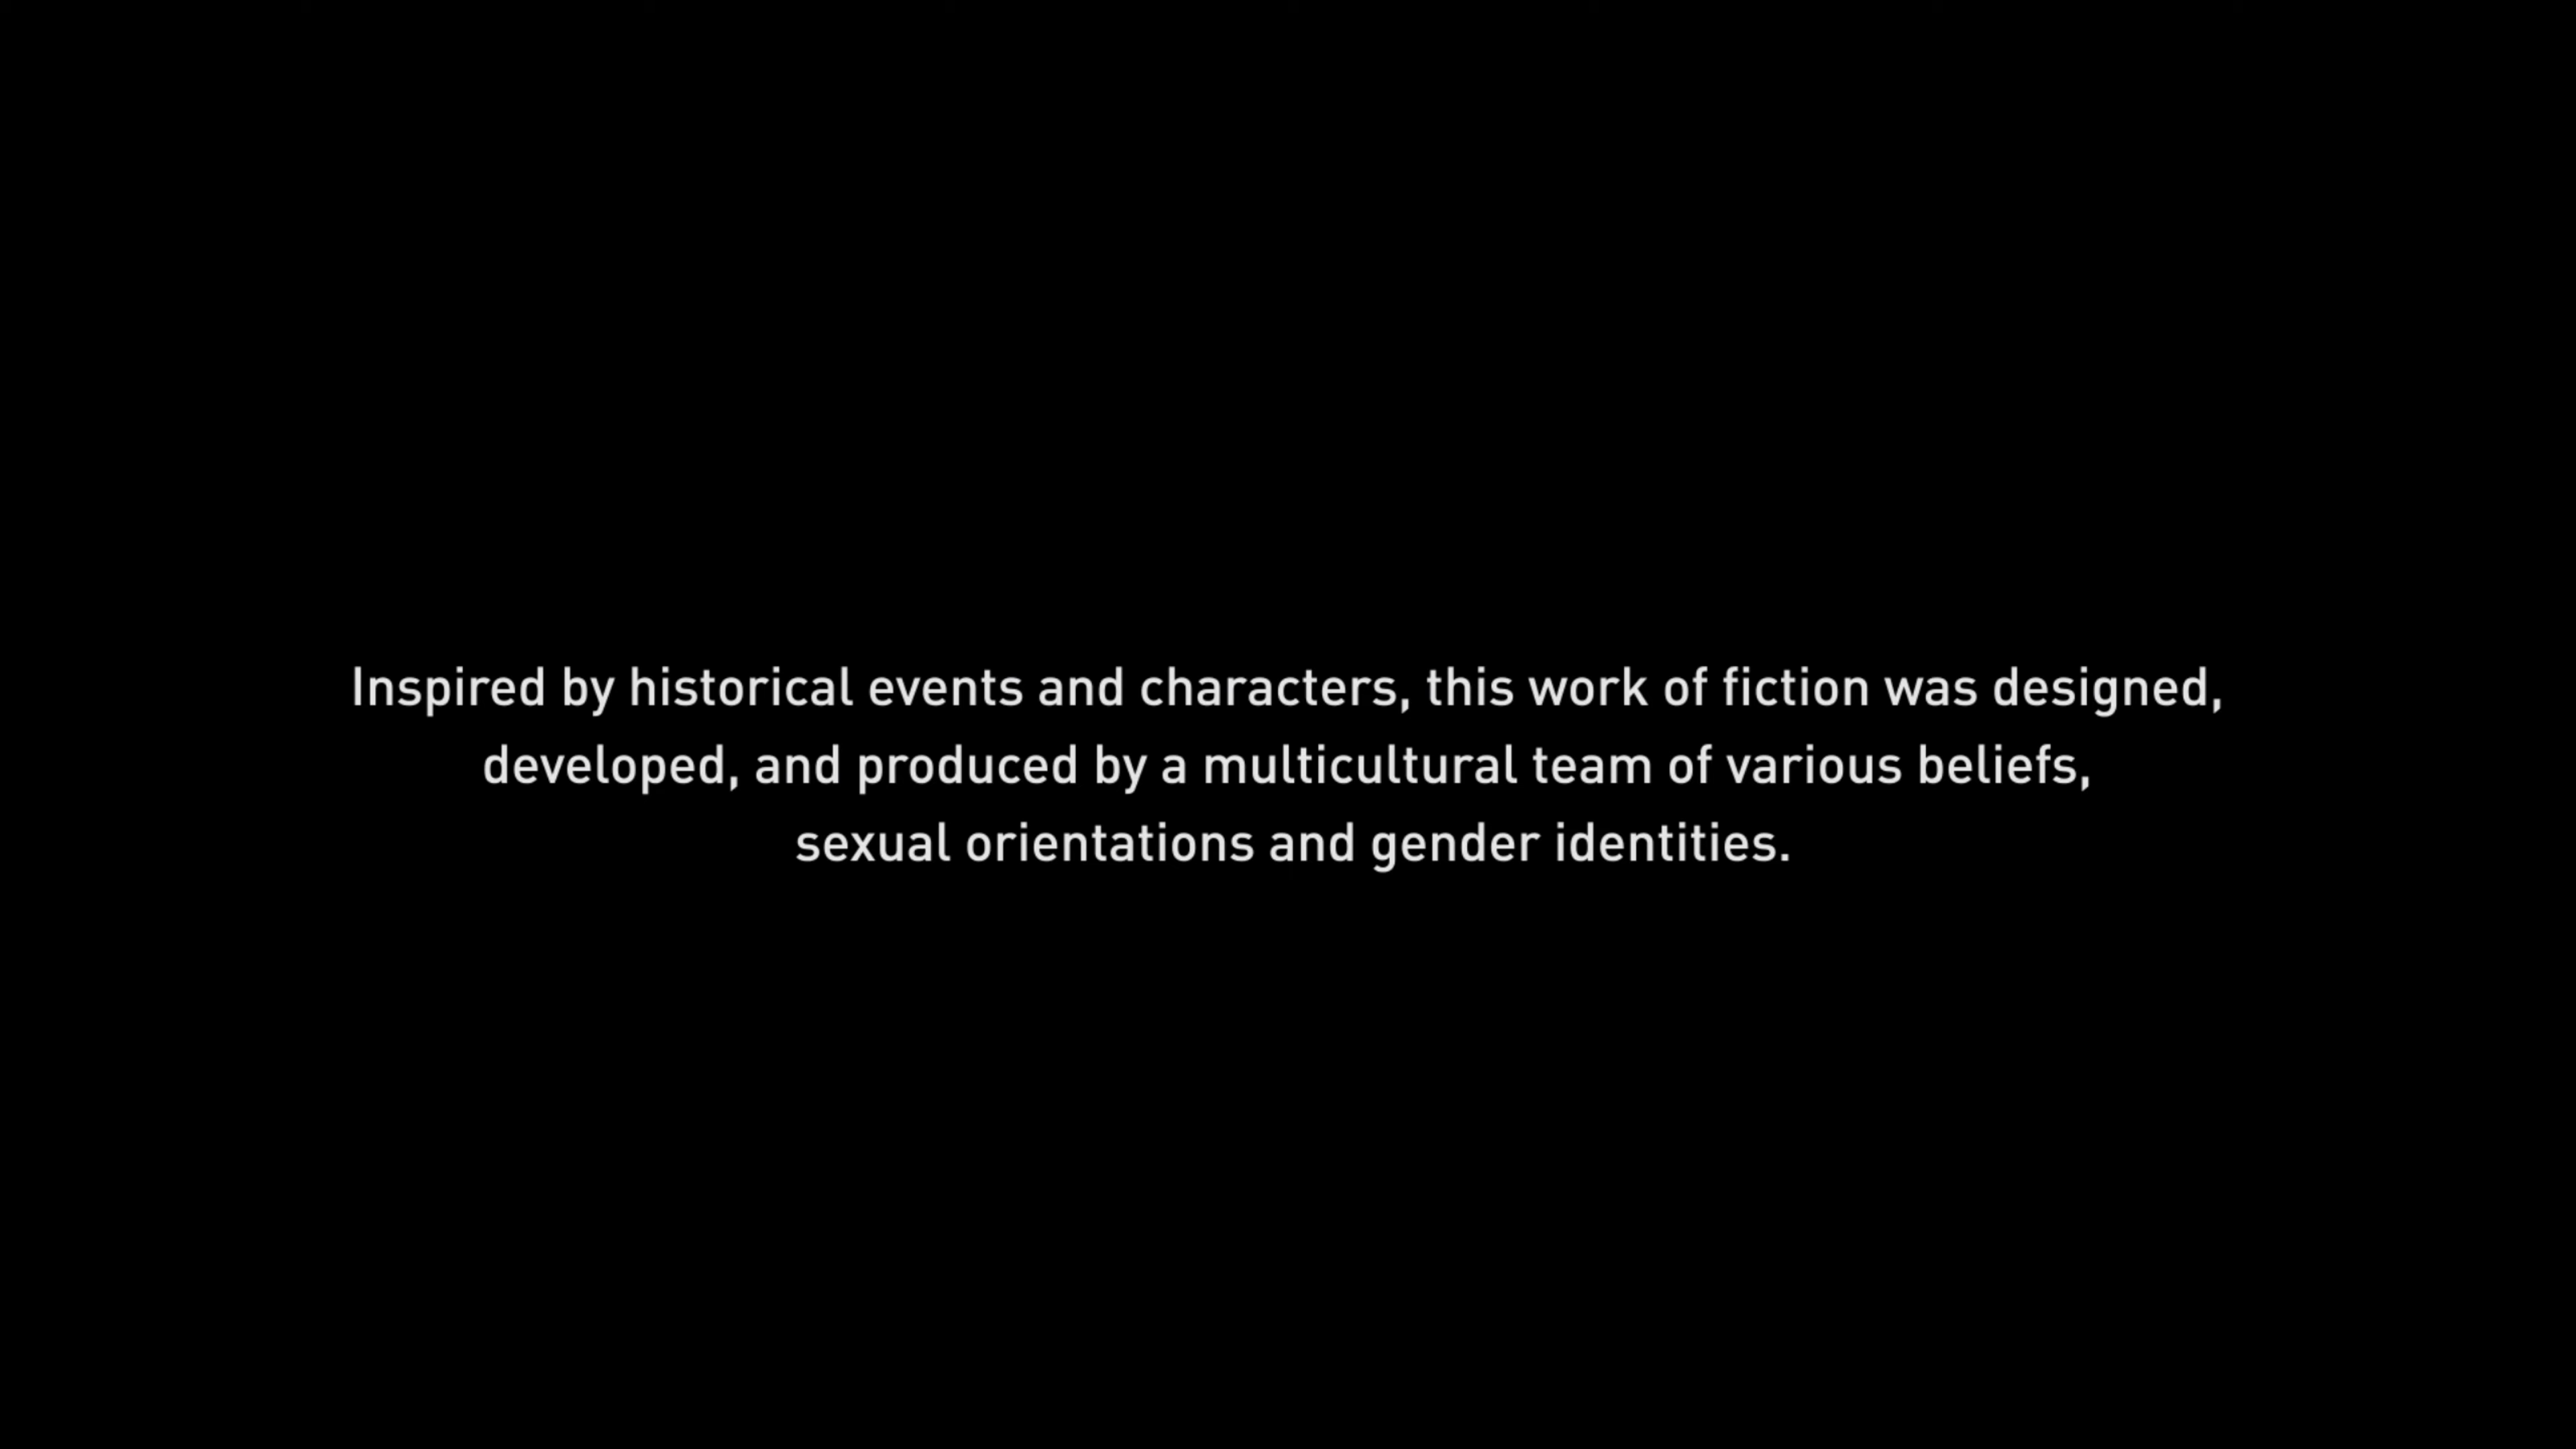 Inspired by historical events and characters, this work of fiction was designed,
developed, and produced by a multicultural team of various beliefs,
sexual orientations and gender identities.